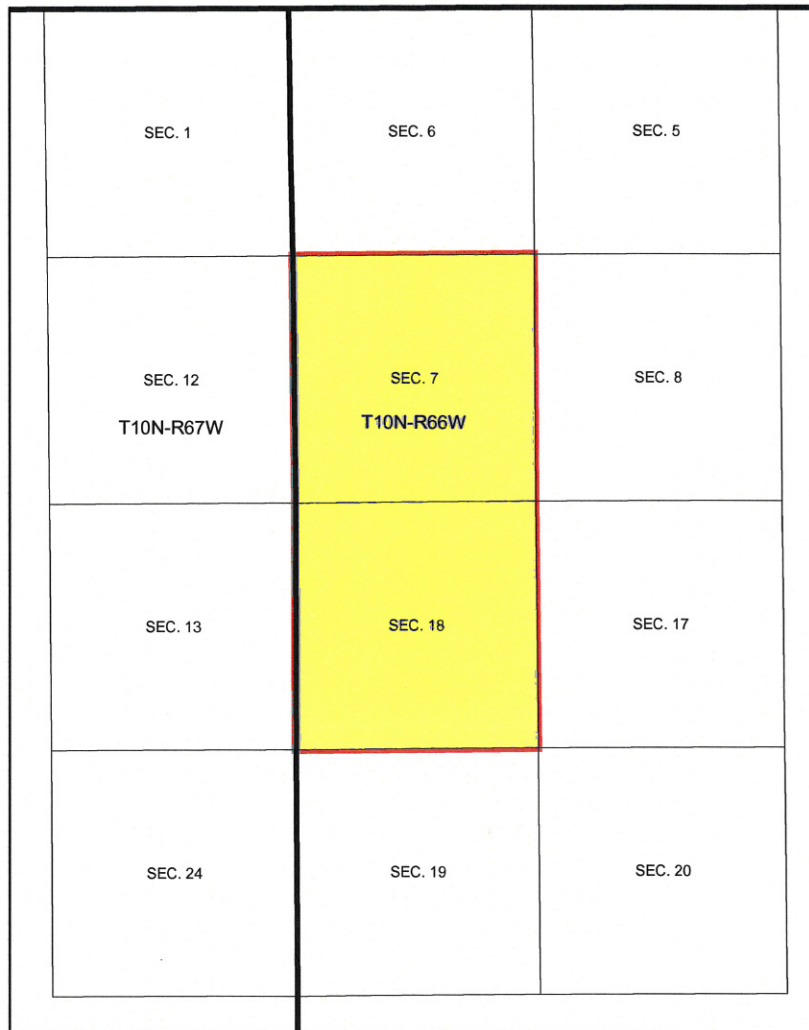 SEC. 1
SEC. 6
SEC. 5
SEC. 12
SEC. 7
SEC. 8
T10N-R67W
T10N-R66W
SEC. 13
SEC. 18
SEC. 17
SEC. 24
SEC. 19
SEC. 20